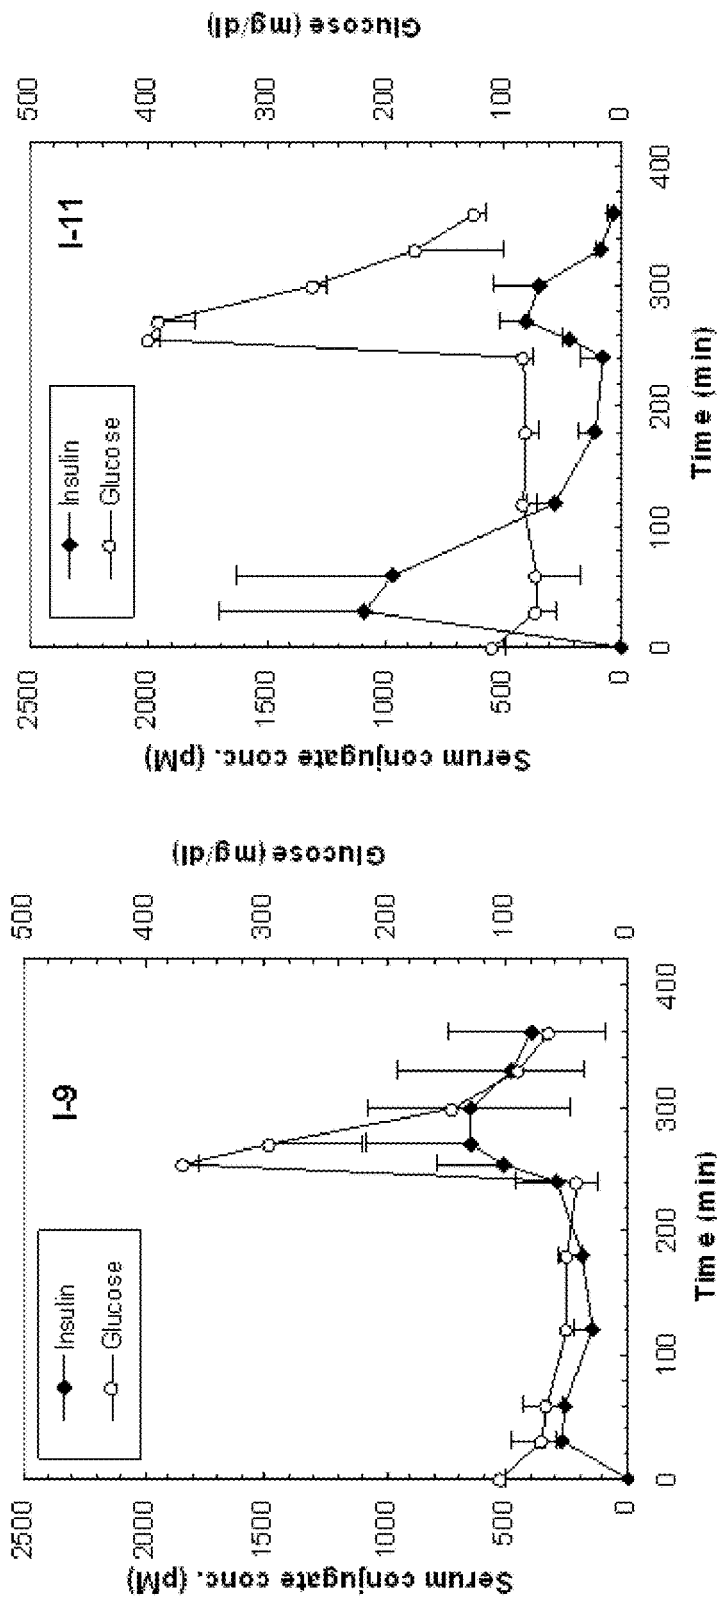 I-9
Insulin
Glucose
Serum conjugate conc. (pM)
2500
2000
1500
1000
500
0
Glucose (mg/dl)
500
400
300
200
100
0
0
100
200
300
400
Time (min)
I-11
Insulin
Glucose
Serum conjugate conc. (pM)
2500
2000
1500
1000
500
0
Glucose (mg/dl)
500
400
300
200
100
0
0
100
200
300
400
Time (min)